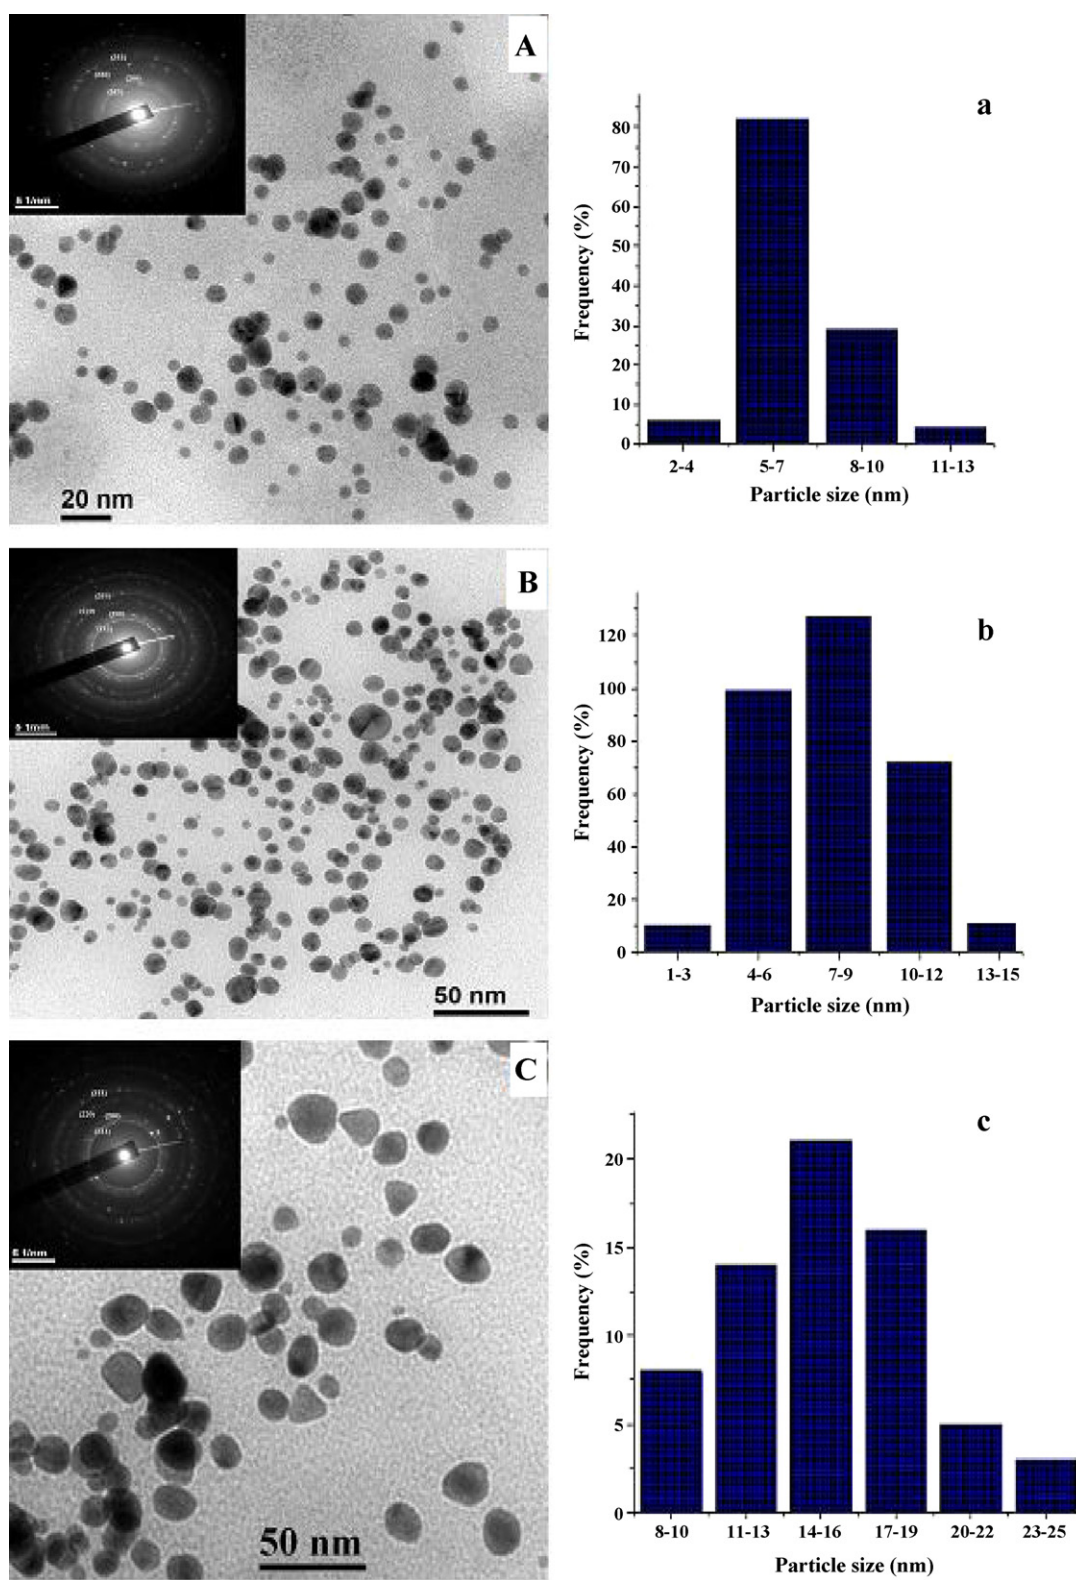 A
8 1/nm
20 nm
a
Frequency (%)
80
70
60
50
40
30
20
10
0
2-4 5-7 8-10 11-13
Particle size (nm)
B
50 nm
b
Frequency (%)
120
100
80
60
40
20
0
1-3 4-6 7-9 10-12 13-15
Particle size (nm)
C
50 nm
c
Frequency (%)
20
15
10
5
0
8-10 11-13 14-16 17-19 20-22 23-25
Particle size (nm)